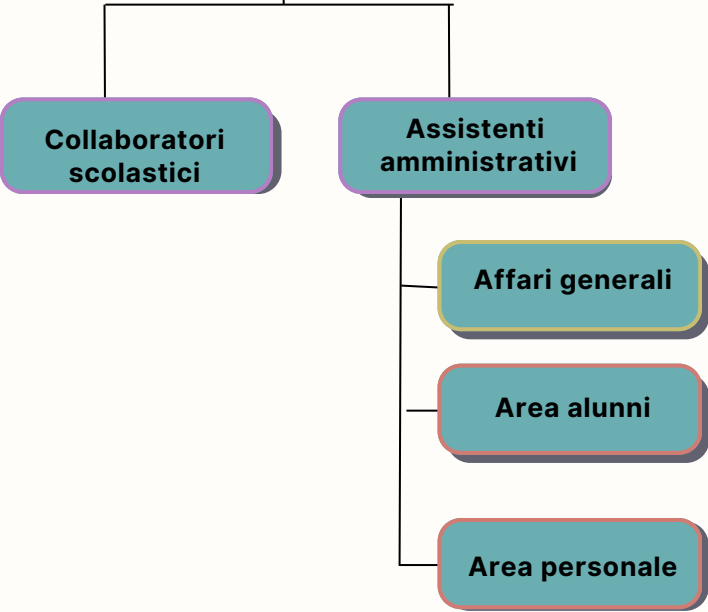 Collaboratori
scolastici
Assistenti
amministrativi
Affari generali
Area alunni
Area personale